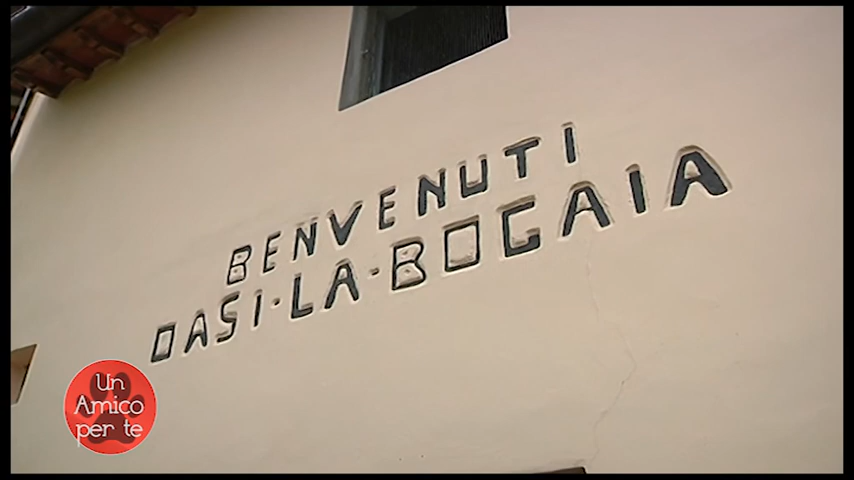 BENVENUTI
OASI·LA·BOGAIA
Un
Amico
per te